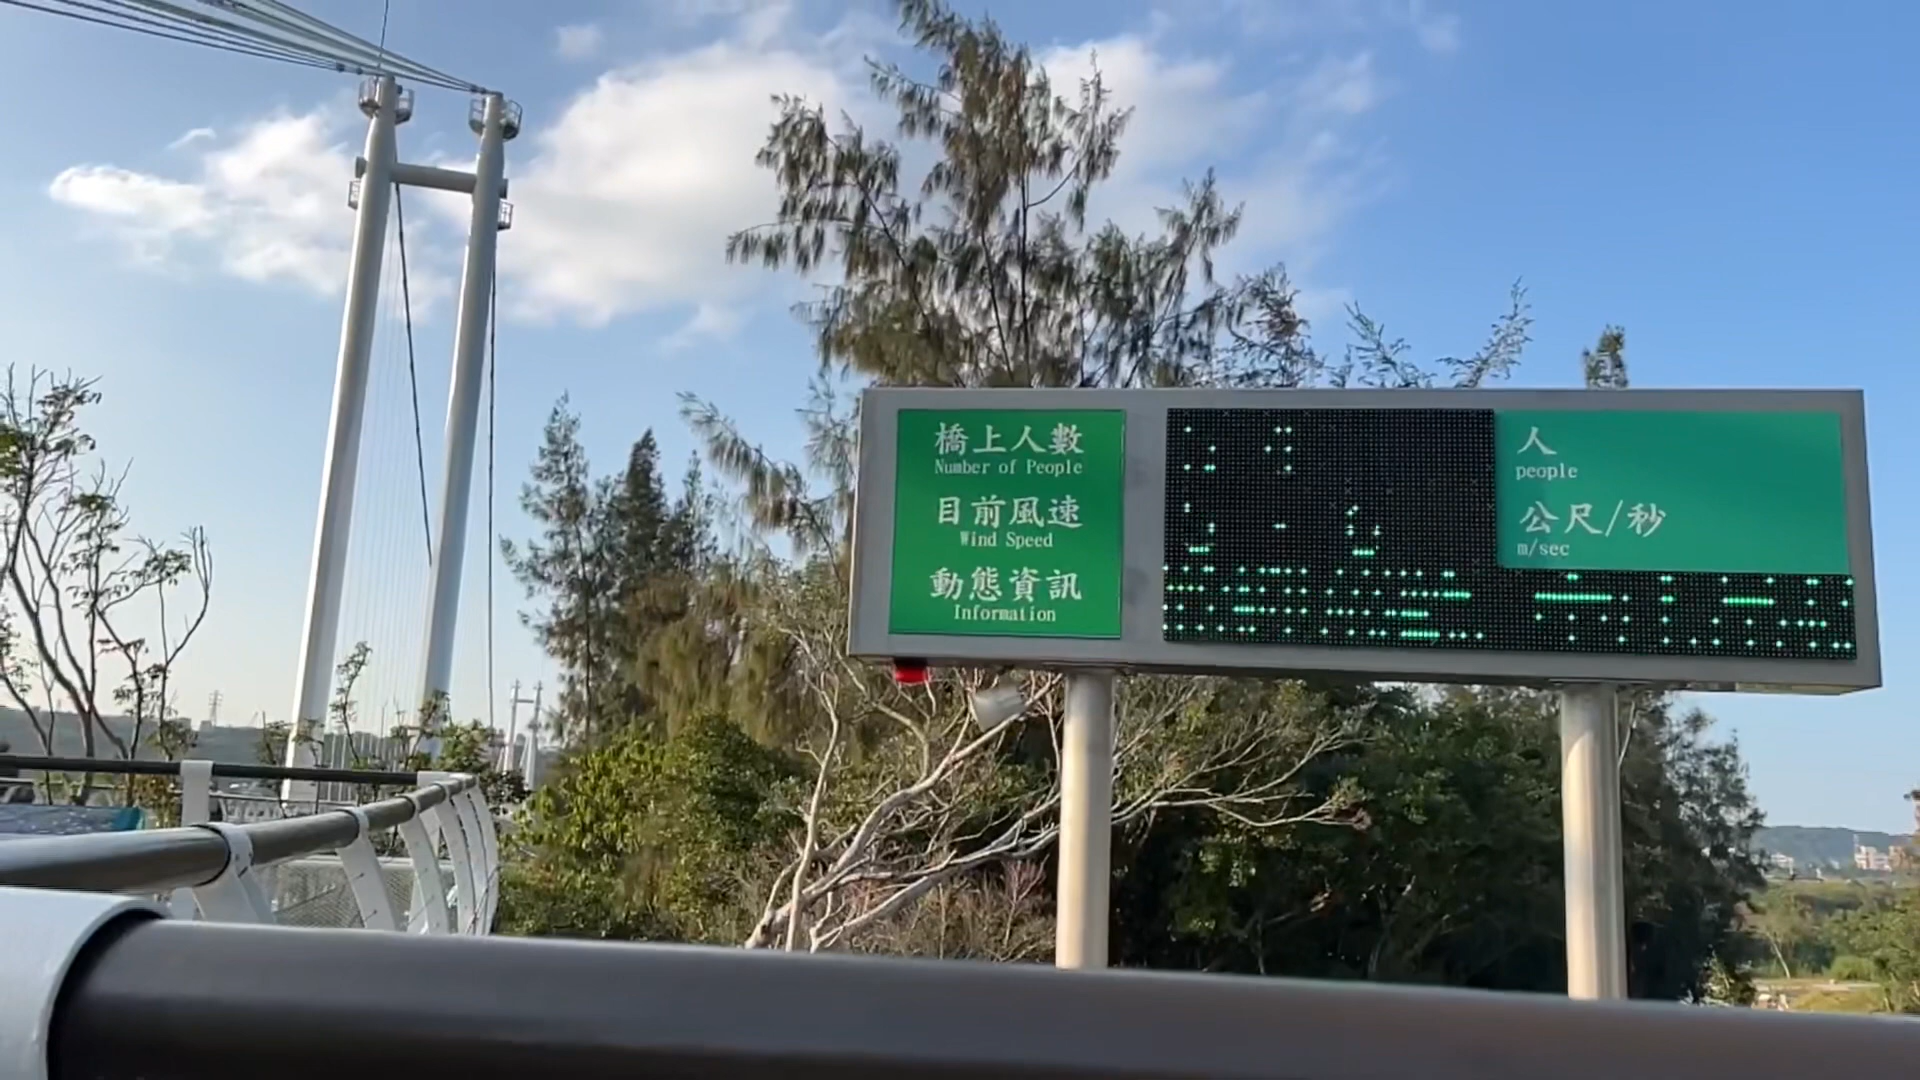 橋上人數
Number of People
目前風速
Wind Speed
動態資訊
Information
人
people
公尺/秒
m/sec